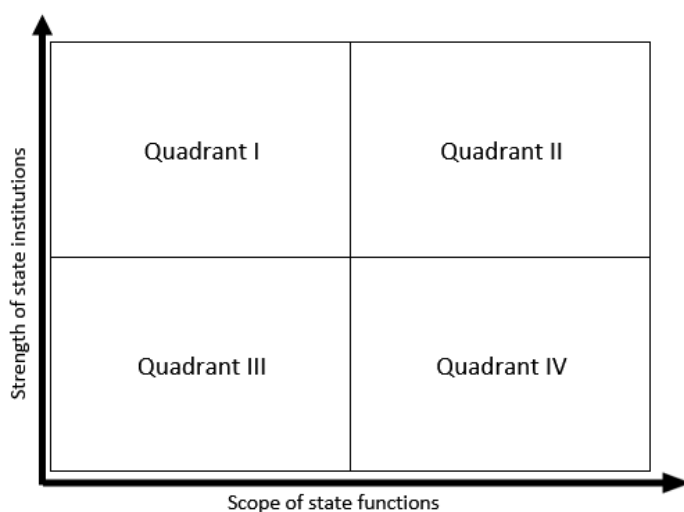 Strength of state institutions
Quadrant I
Quadrant II
Quadrant III
Quadrant IV
Scope of state functions